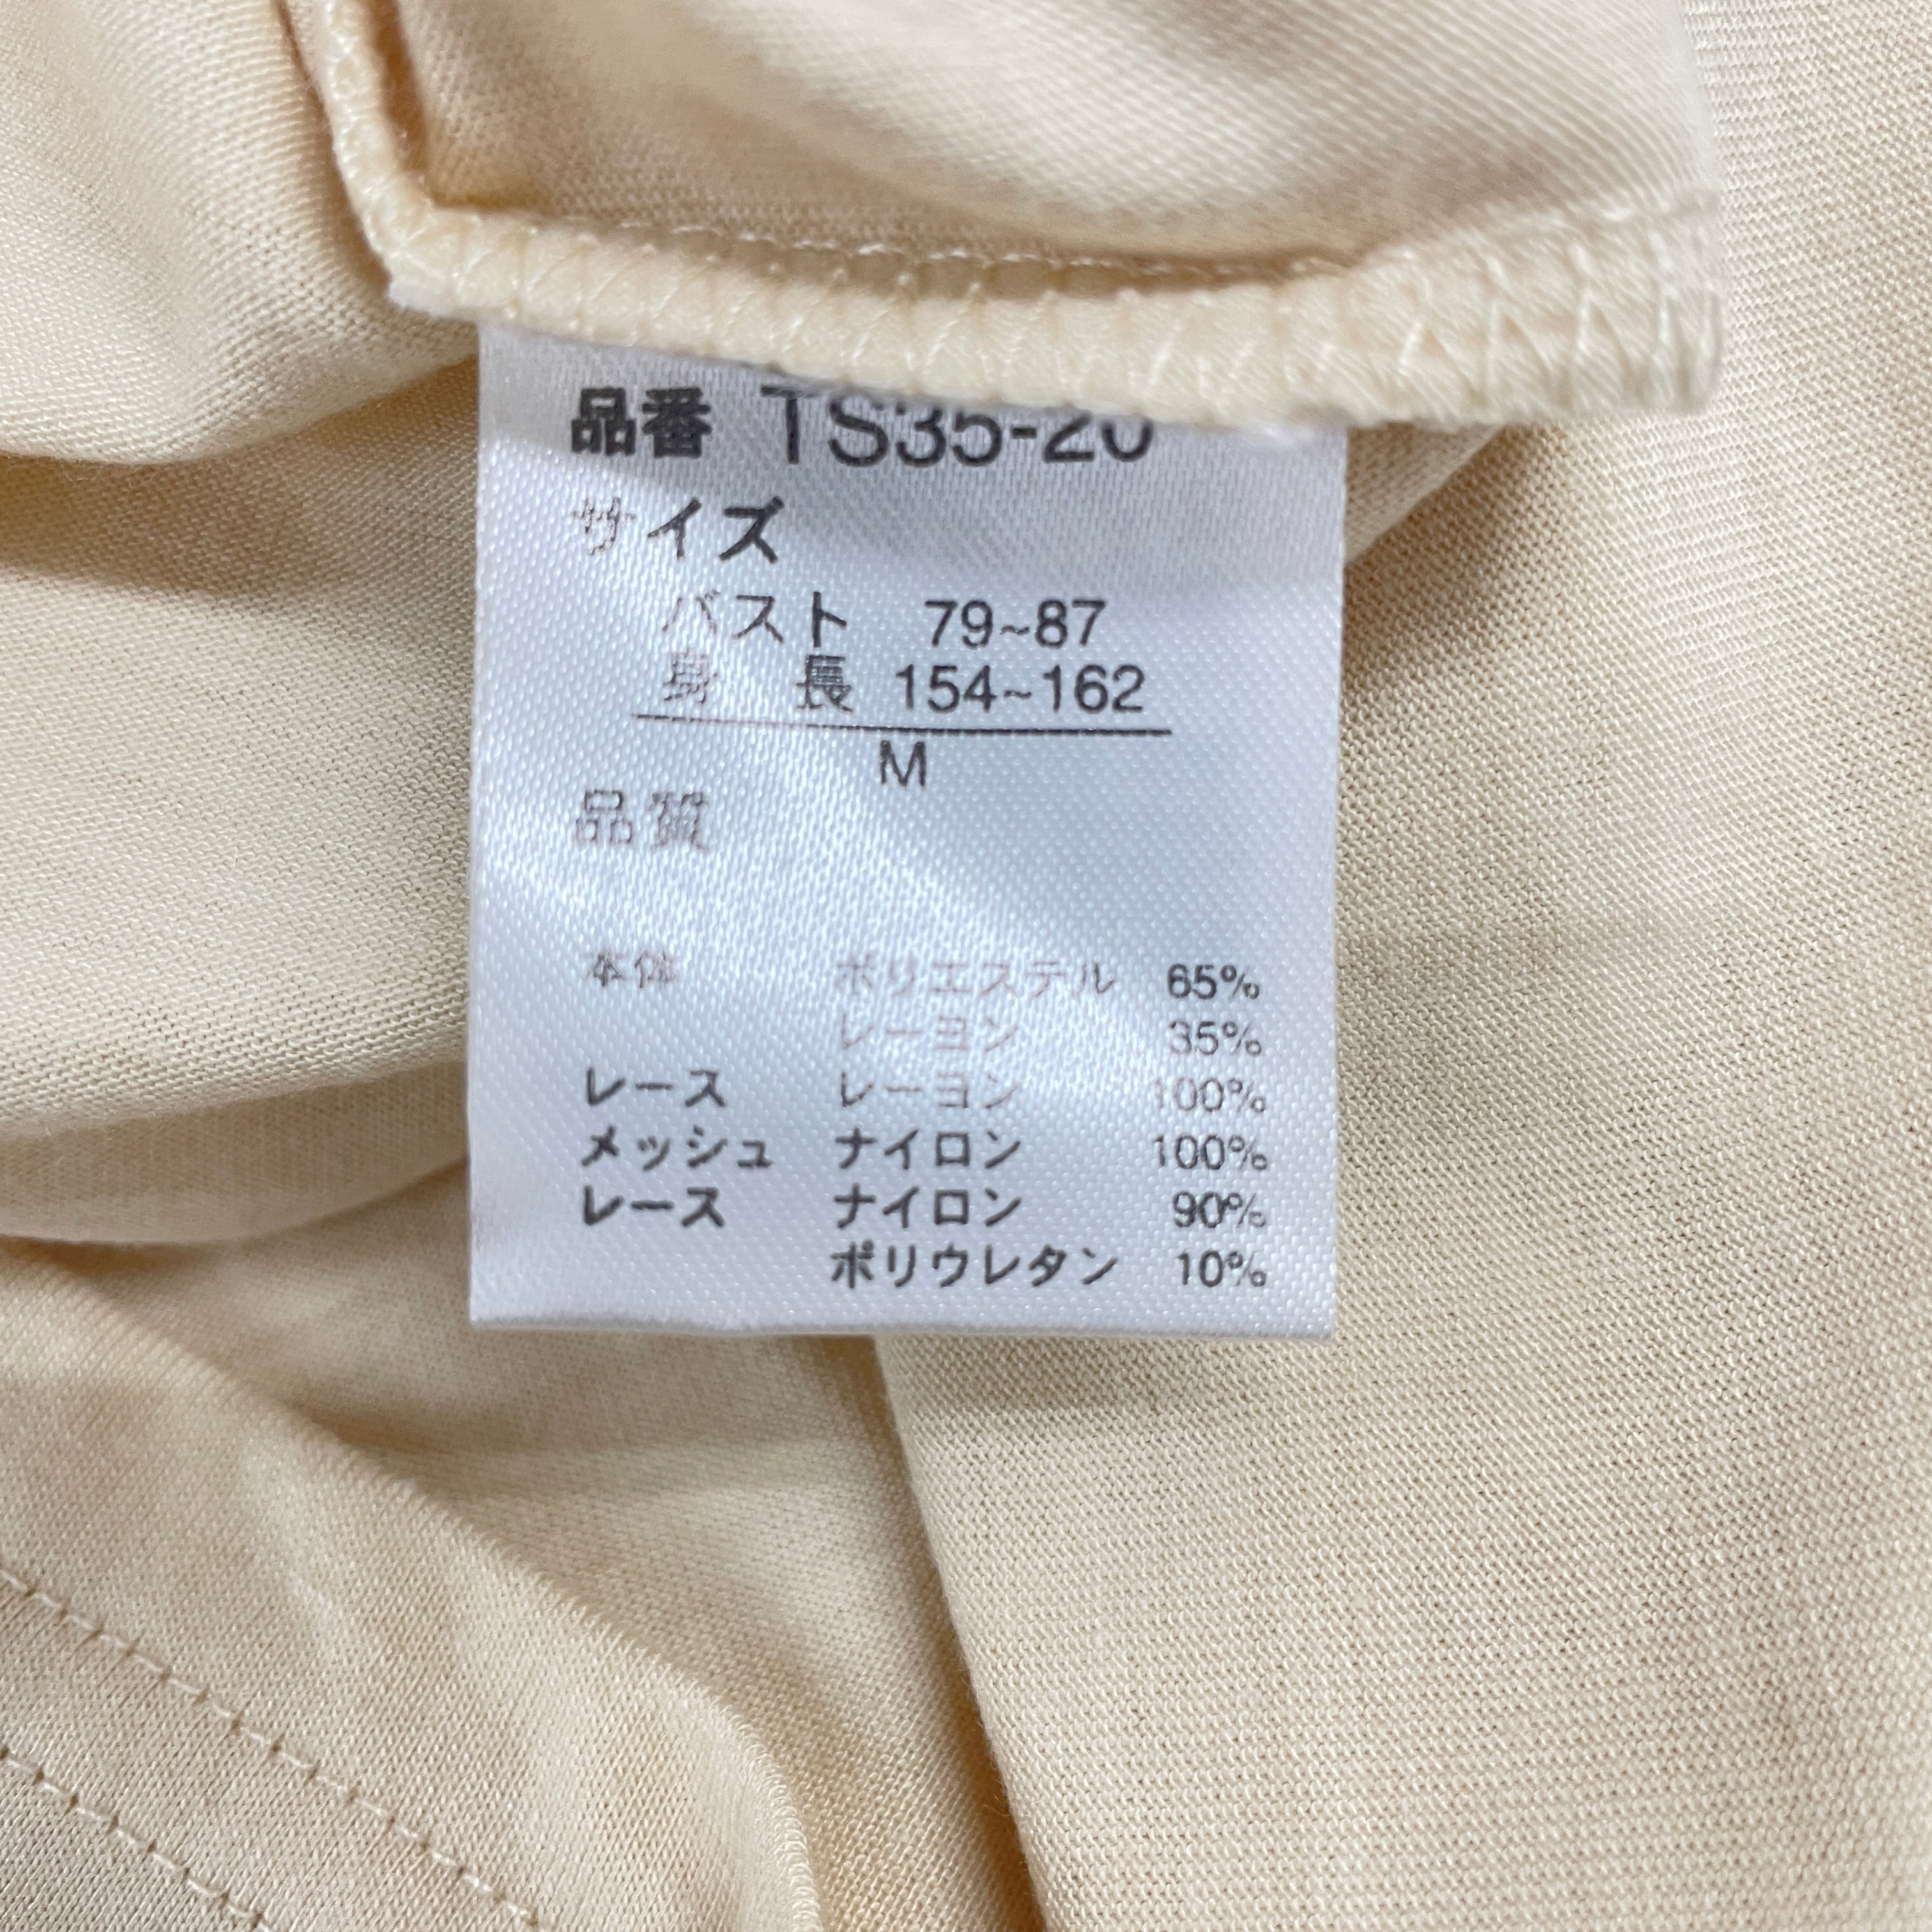 品番 TS35-20
サイズ
バスト 79~87
身 長 154~162
M
品質
本体 ポリエステル 65%
レーヨン 35%
レース レーヨン 100%
メッシュ ナイロン 100%
レース ナイロン 90%
ポリウレタン 10%